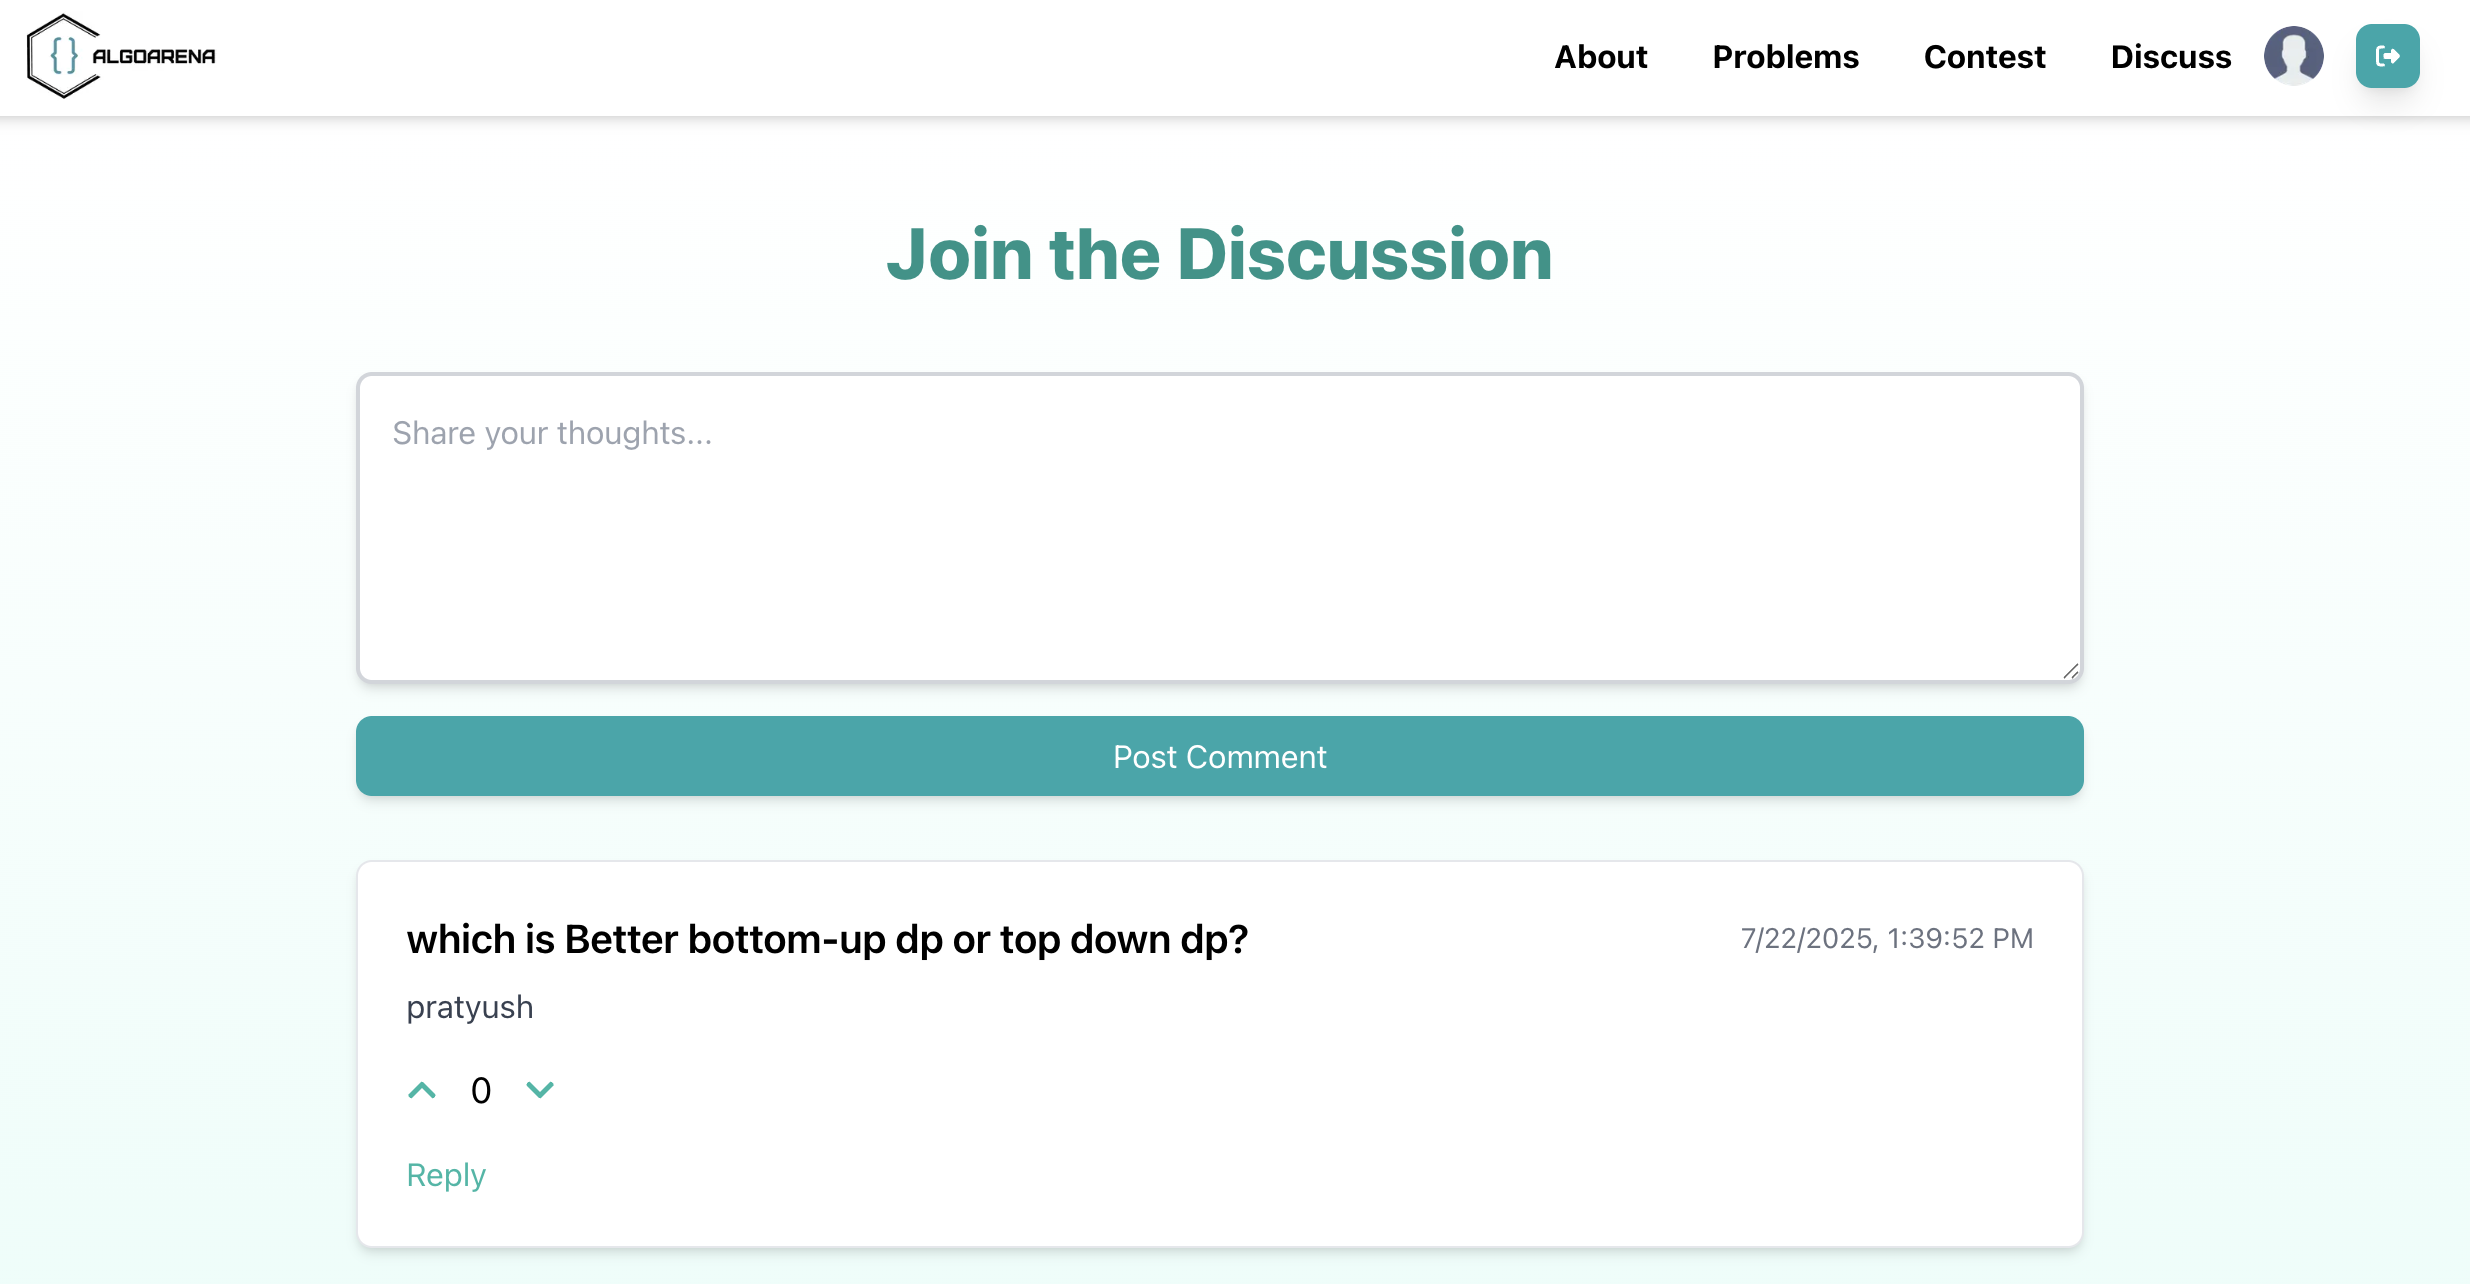 { } ALGOARENA
About Problems Contest Discuss
Join the Discussion
Share your thoughts...
Post Comment
which is Better bottom-up dp or top down dp?
7/22/2025, 1:39:52 PM
pratyush
0
Reply